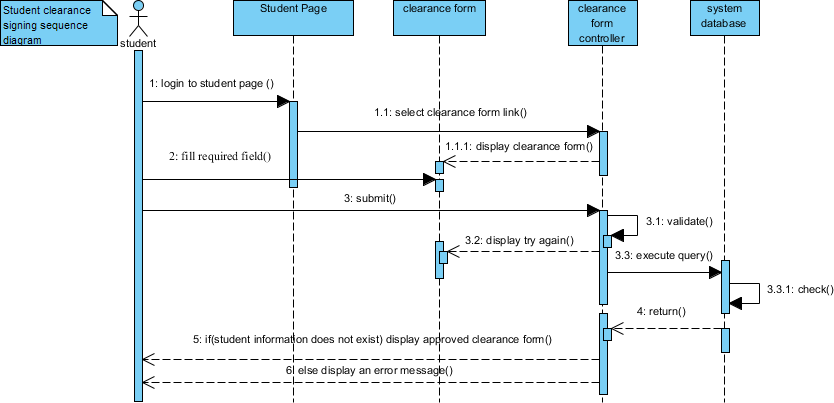 Student clearance
signing sequence
diagram
student
Student Page
clearance form
clearance
form
controller
system
database
1: login to student page ()
1.1: select clearance form link()
1.1.1: display clearance form()
2: fill required field()
3: submit()
3.1: validate()
3.2: display try again()
3.3: execute query()
3.3.1: check()
4: return()
5: if(student information does not exist) display approved clearance form()
6: else display an error message()